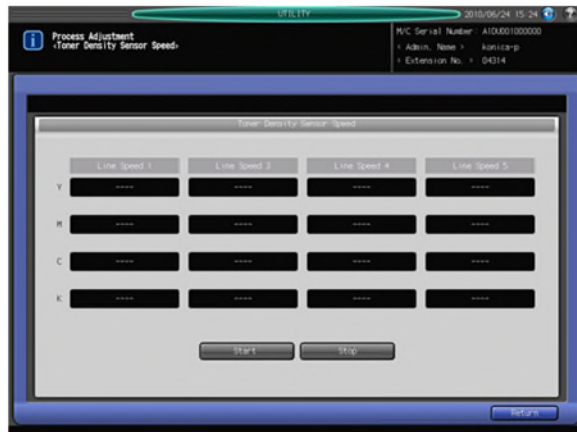 UTILITY
2010/06/24 15:24
Process Adjustment
<Toner Density Sensor Speed>
M/C Serial Number: A1DU001000000
< Admin. Name > konica-p
< Extension No. > 04314
Toner Density Sensor Speed
Line Speed 1 Line Speed 3 Line Speed 4 Line Speed 5
Y ---- ---- ---- ----
M ---- ---- ---- ----
C ---- ---- ---- ----
K ---- ---- ---- ----
Start Stop
Return